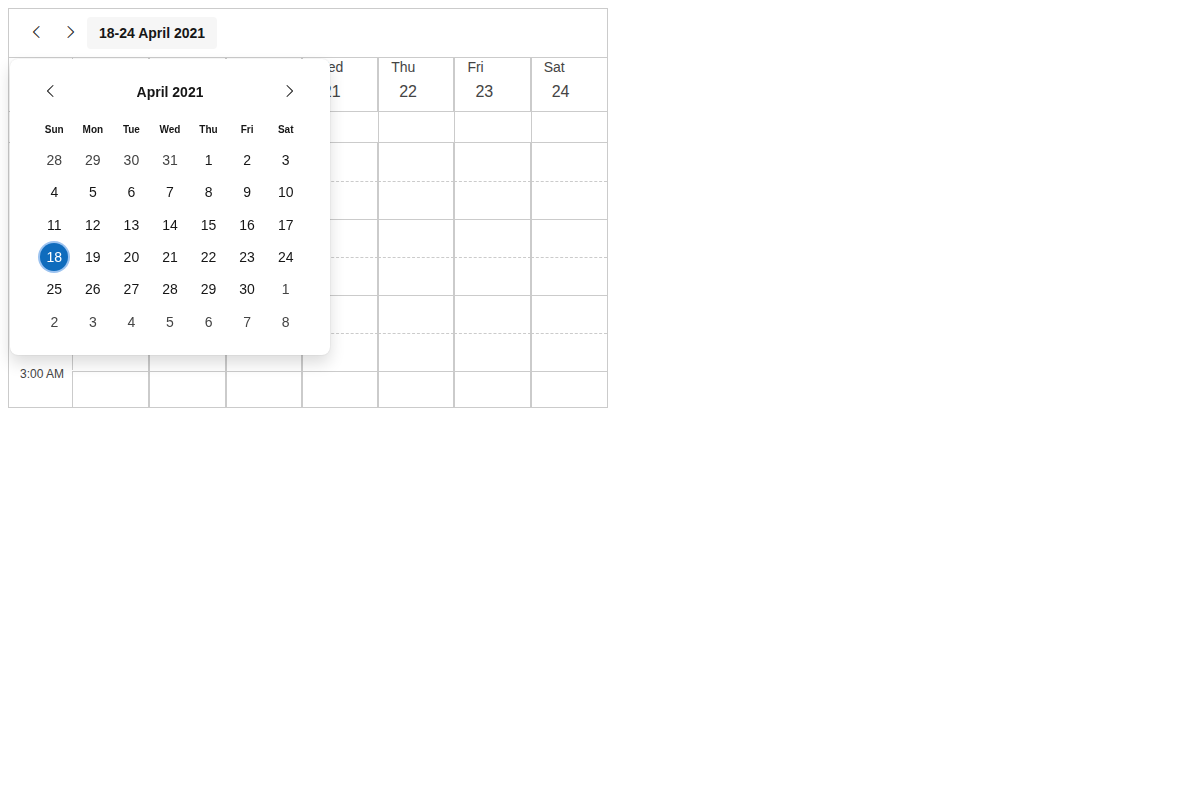 18-24 April 2021
Thu Fri Sat
22 23 24
April 2021
Sun Mon Tue Wed Thu Fri Sat
28 29 30 31 1 2 3
4 5 6 7 8 9 10
11 12 13 14 15 16 17
18 19 20 21 22 23 24
25 26 27 28 29 30 1
2 3 4 5 6 7 8
3:00 AM